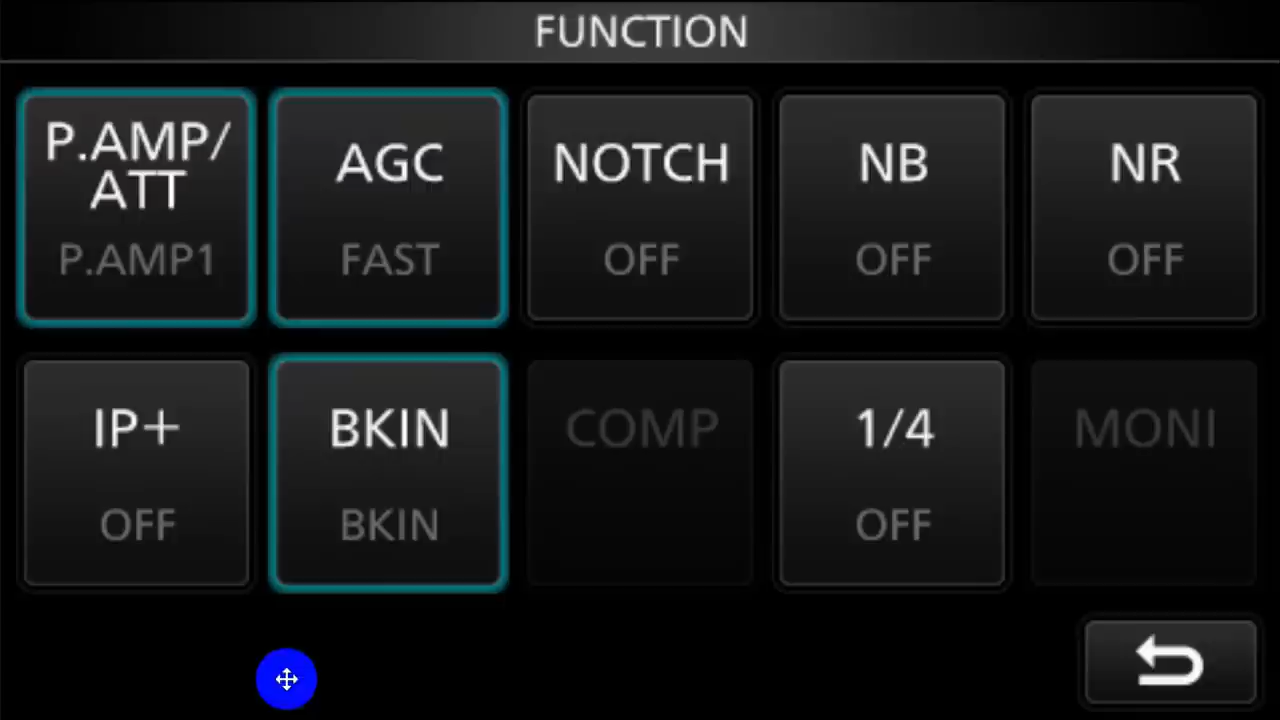 FUNCTION
P.AMP/
ATT
P.AMP1
AGC
FAST
NOTCH
OFF
NB
OFF
NR
OFF
IP+
OFF
BKIN
BKIN
COMP
1/4
OFF
MONI